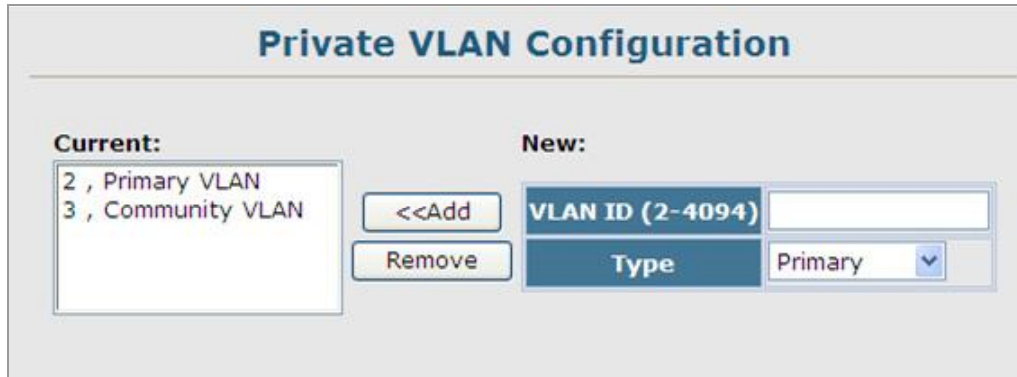 Private VLAN Configuration
Current:
New:
2 , Primary VLAN
3 , Community VLAN
<<Add
Remove
VLAN ID (2-4094)
Type
Primary